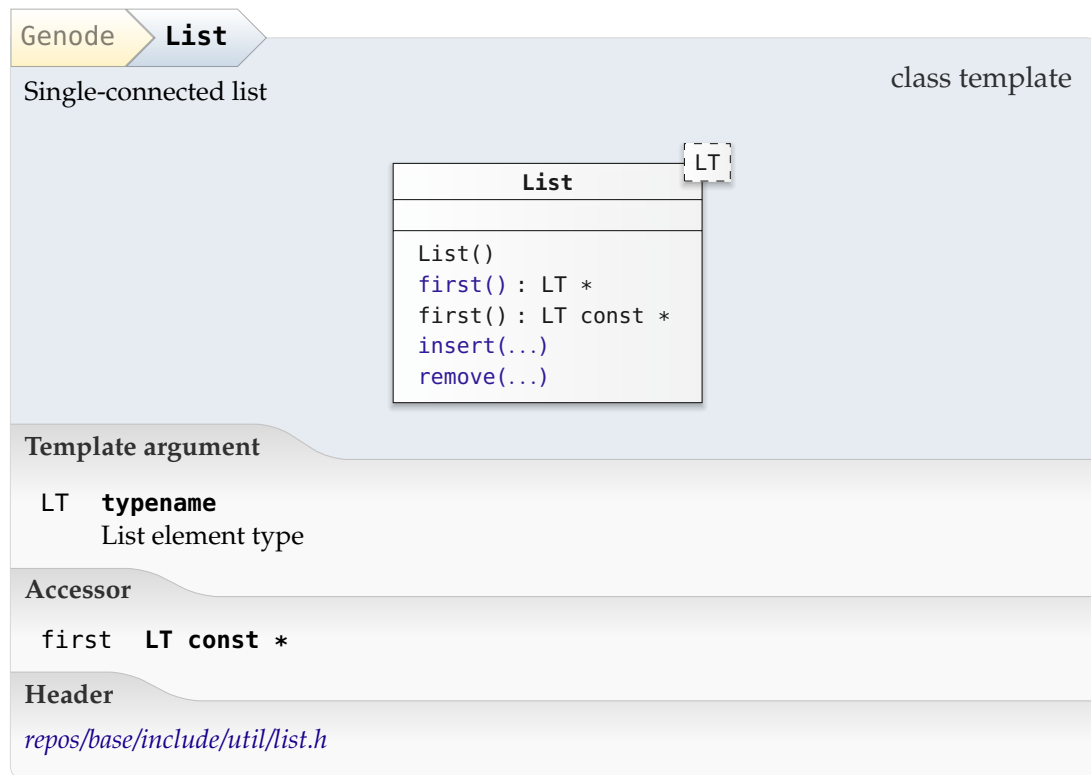 Genode List
Single-connected list
class template
LT
List
List()
first() : LT *
first() : LT const *
insert(...)
remove(...)
Template argument
LT typename
List element type
Accessor
first LT const *
Header
repos/base/include/util/list.h